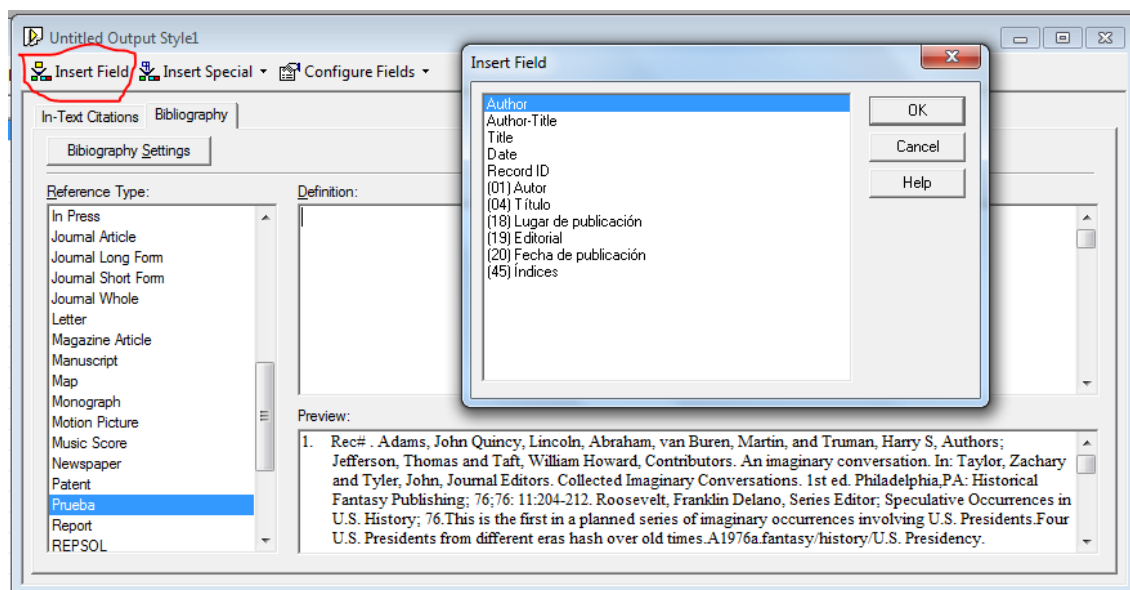 Untitled Output Style1
Insert Field Insert Special Configure Fields
In-Text Citations Bibliography
Bibiography Settings
Reference Type:
In Press
Journal Article
Journal Long Form
Journal Short Form
Journal Whole
Letter
Magazine Article
Manuscript
Map
Monograph
Motion Picture
Music Score
Newspaper
Patent
Prueba
Report
REPSOL
Definition:
Insert Field
Author
Author-Title
Title
Date
Record ID
(01) Autor
(04) Título
(18) Lugar de publicación
(19) Editorial
(20) Fecha de publicación
(45) Índices
OK
Cancel
Help
Preview:
1. Rec# . Adams, John Quincy, Lincoln, Abraham, van Buren, Martin, and Truman, Harry S, Authors;
Jefferson, Thomas and Taft, William Howard, Contributors. An imaginary conversation. In: Taylor, Zachary
and Tyler, John, Journal Editors. Collected Imaginary Conversations. 1st ed. Philadelphia,PA: Historical
Fantasy Publishing; 76;76: 11:204-212. Roosevelt, Franklin Delano, Series Editor; Speculative Occurrences in
U.S. History; 76.This is the first in a planned series of imaginary occurrences involving U.S. Presidents.Four
U.S. Presidents from different eras hash over old times.A1976a.fantasy/history/U.S. Presidency.